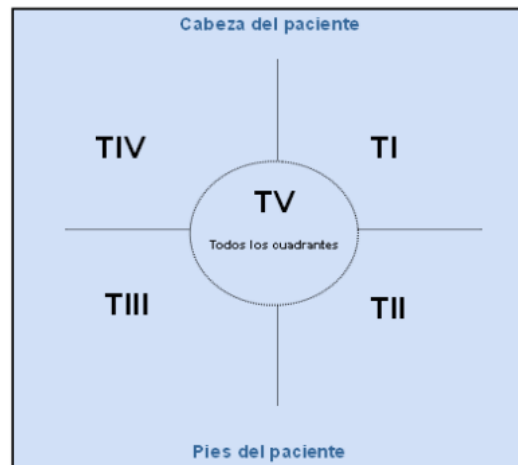 Cabeza del paciente
TIV
TI
TV
Todos los cuadrantes
TIII
TII
Pies del paciente